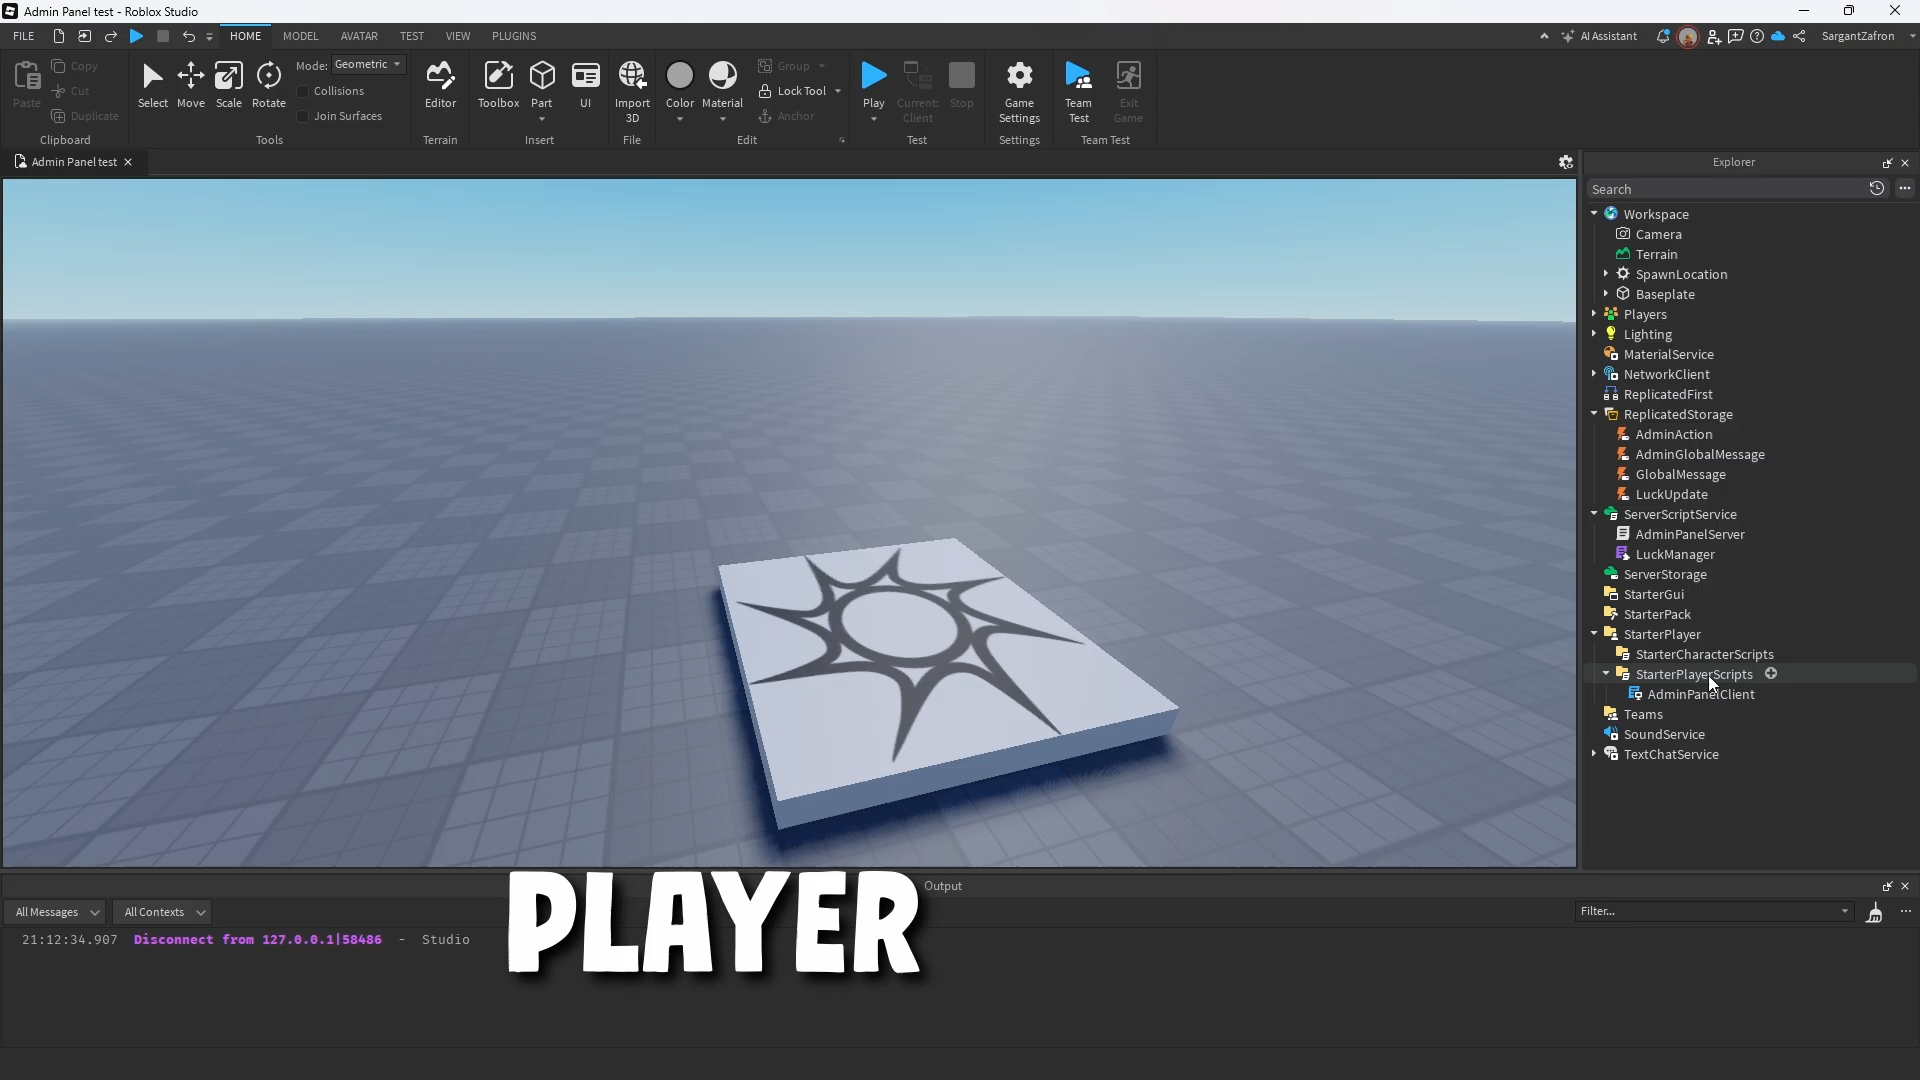 Admin Panel test - Roblox Studio
FILE HOME MODEL AVATAR TEST VIEW PLUGINS AI Assistant SargantZafron
Paste Copy Cut Duplicate Clipboard
Select Move Scale Rotate Mode: Geometric Collisions Join Surfaces Tools
Editor Terrain
Toolbox Part UI Insert
Import 3D File
Color Material Group Lock Tool Anchor Edit
Play Current: Client Stop Test
Game Settings Settings
Team Test Exit Game Team Test
Admin Panel test
Explorer
Search
Workspace
Camera
Terrain
SpawnLocation
Baseplate
Players
Lighting
MaterialService
NetworkClient
ReplicatedFirst
ReplicatedStorage
AdminAction
AdminGlobalMessage
GlobalMessage
LuckUpdate
ServerScriptService
AdminPanelServer
LuckManager
ServerStorage
StarterGui
StarterPack
StarterPlayer
StarterCharacterScripts
StarterPlayerScripts
AdminPanelClient
Teams
SoundService
TextChatService
Output
All Messages All Contexts Filter...
21:12:34.907 Disconnect from 127.0.0.1|58486 - Studio
PLAYER